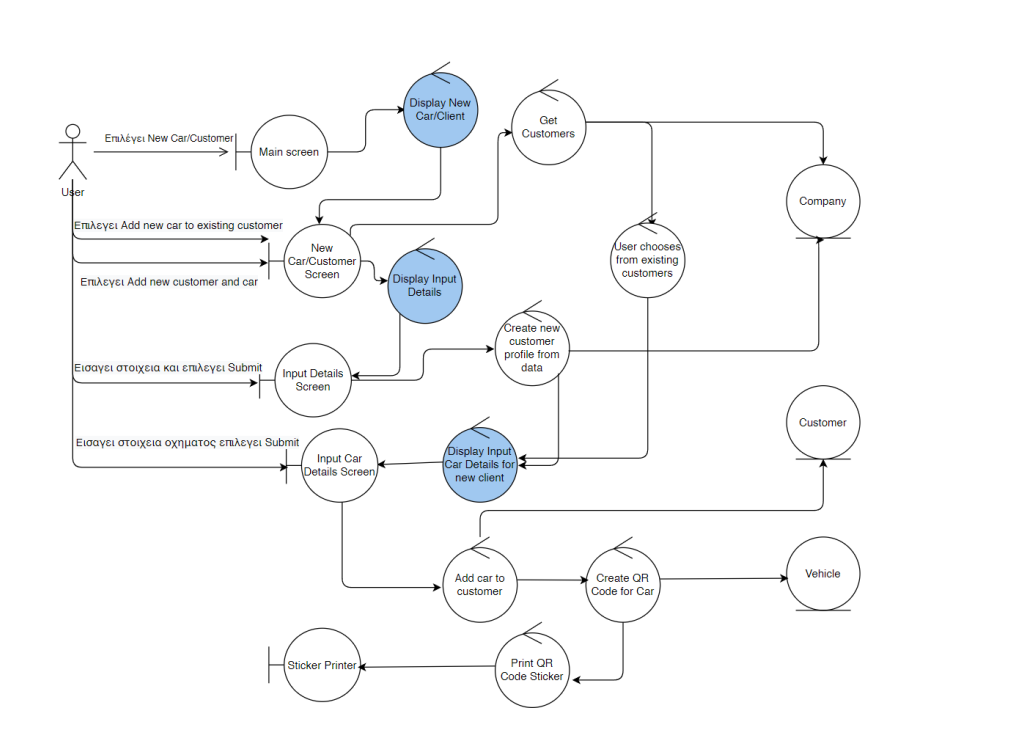 Display New
Car/Client
Get
Customers
Επιλέγει New Car/Customer
Main screen
User
Company
Επιλεγει Add new car to existing customer
New
Car/Customer
Screen
User chooses
from existing
customers
Επιλεγει Add new customer and car
Display Input
Details
Create new
customer
profile from
data
Εισαγει στοιχεια και επιλεγει Submit
Input Details
Screen
Customer
Εισαγει στοιχεια οχηματος επιλεγει Submit
Input Car
Details Screen
Display Input
Car Details for
new client
Add car to
customer
Create QR
Code for Car
Vehicle
Sticker Printer
Print QR
Code Sticker